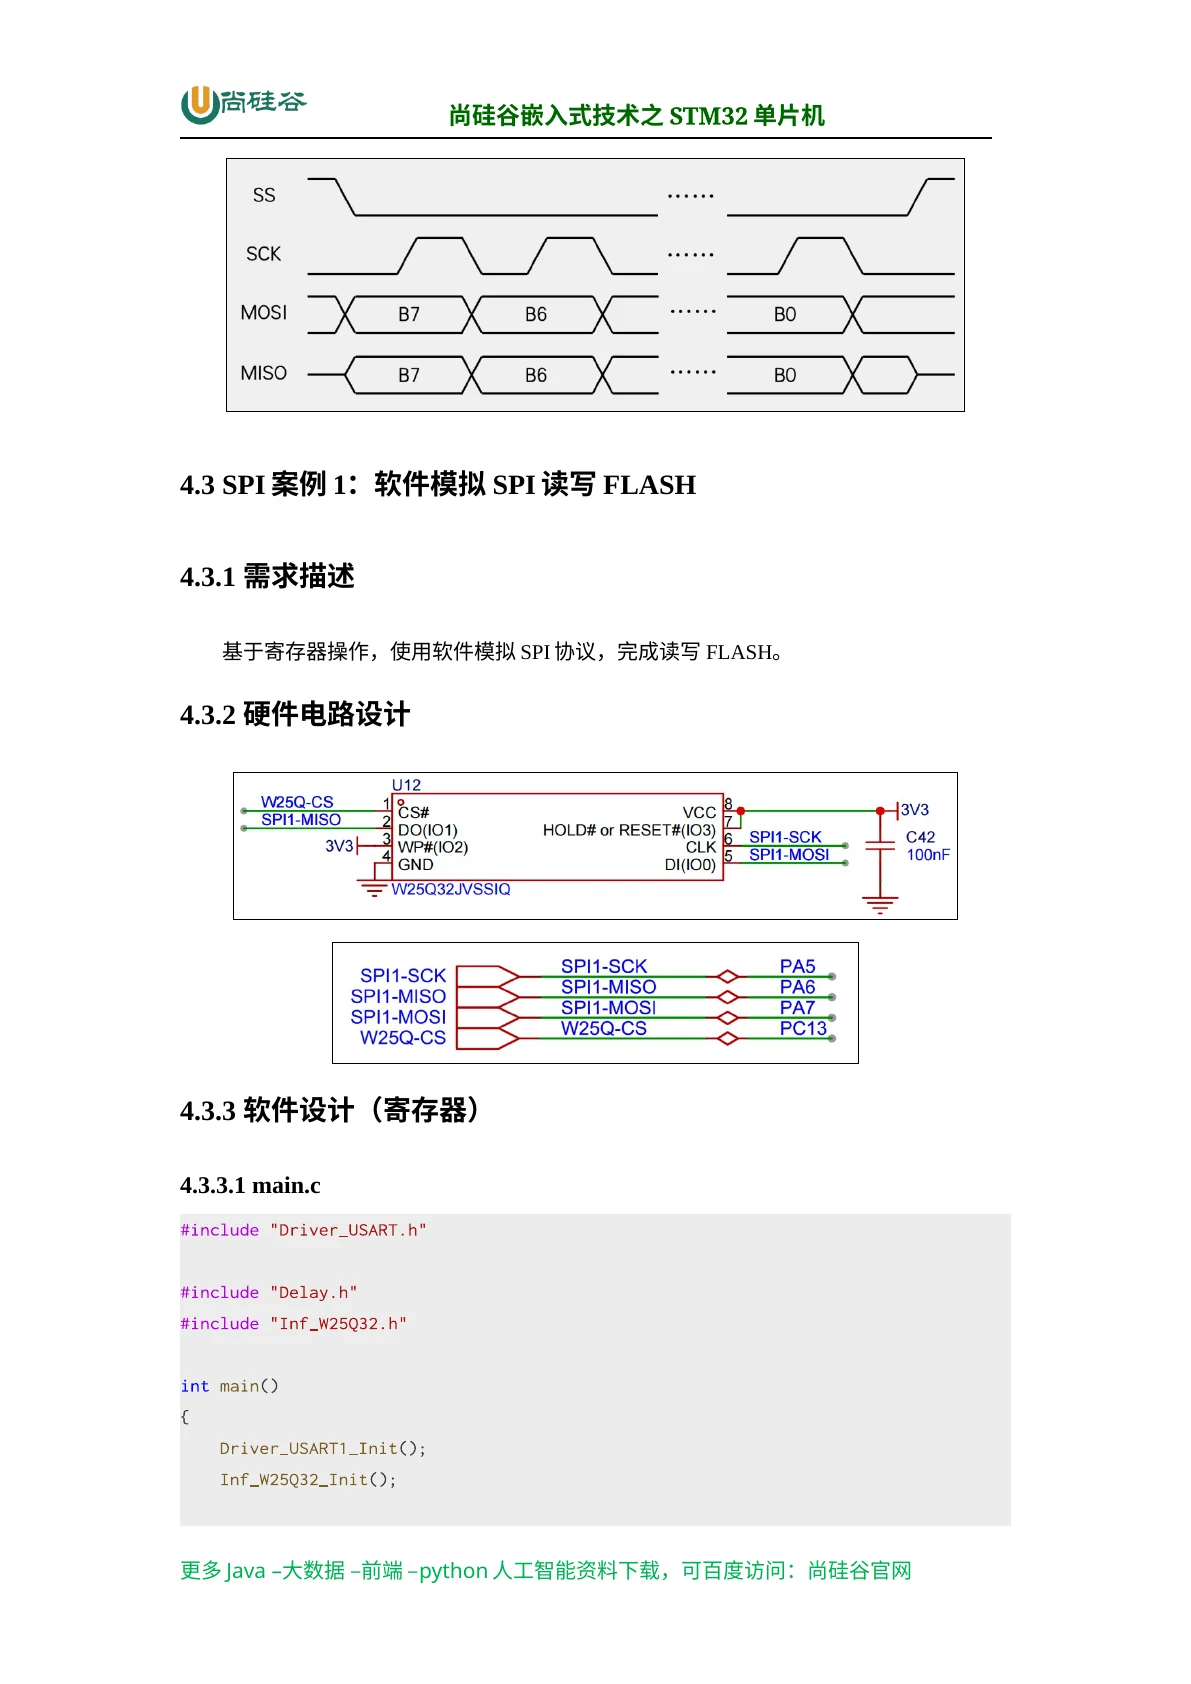 尚硅谷
尚硅谷嵌入式技术之 STM32 单片机
SS ······
SCK ······
MOSI B7 B6 ······ B0
MISO B7 B6 ······ B0
4.3 SPI 案例 1：软件模拟 SPI 读写 FLASH
4.3.1 需求描述
基于寄存器操作，使用软件模拟 SPI 协议，完成读写 FLASH。
4.3.2 硬件电路设计
U12
W25Q-CS 1 CS# VCC 8 3V3
SPI1-MISO 2 DO(IO1) HOLD# or RESET#(IO3) 7
3V3 3 WP#(IO2) CLK 6 SPI1-SCK C42
4 GND DI(IO0) 5 SPI1-MOSI 100nF
W25Q32JVSSIQ
SPI1-SCK SPI1-SCK PA5
SPI1-MISO SPI1-MISO PA6
SPI1-MOSI SPI1-MOSI PA7
W25Q-CS W25Q-CS PC13
4.3.3 软件设计（寄存器）
4.3.3.1 main.c
#include "Driver_USART.h"
#include "Delay.h"
#include "Inf_W25Q32.h"
int main()
{
Driver_USART1_Init();
Inf_W25Q32_Init();
更多 Java –大数据 –前端 –python 人工智能资料下载，可百度访问：尚硅谷官网